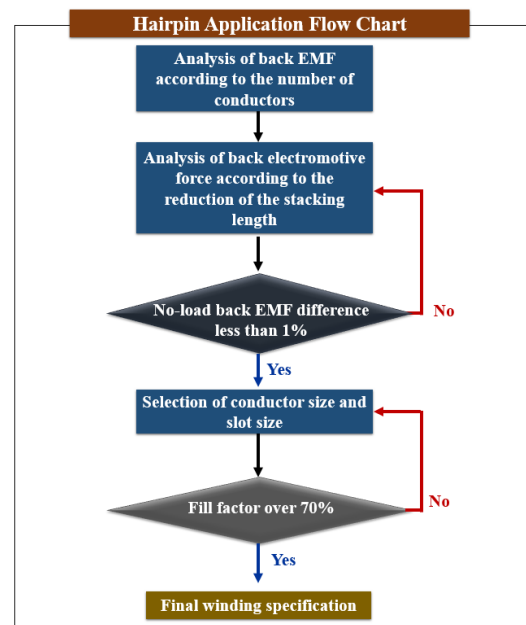 Hairpin Application Flow Chart
Analysis of back EMF
according to the number of
conductors
Analysis of back electromotive
force according to the
reduction of the stacking
length
No-load back EMF difference
less than 1%
No
Yes
Selection of conductor size and
slot size
Fill factor over 70%
No
Yes
Final winding specification